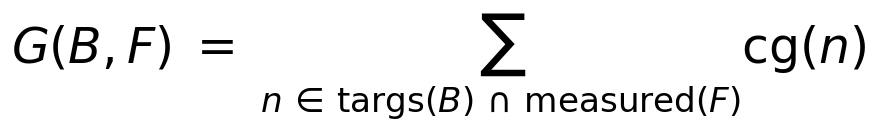 G(B, F) = ∑ cg(n)
n ∈ targs(B) ∩ measured(F)